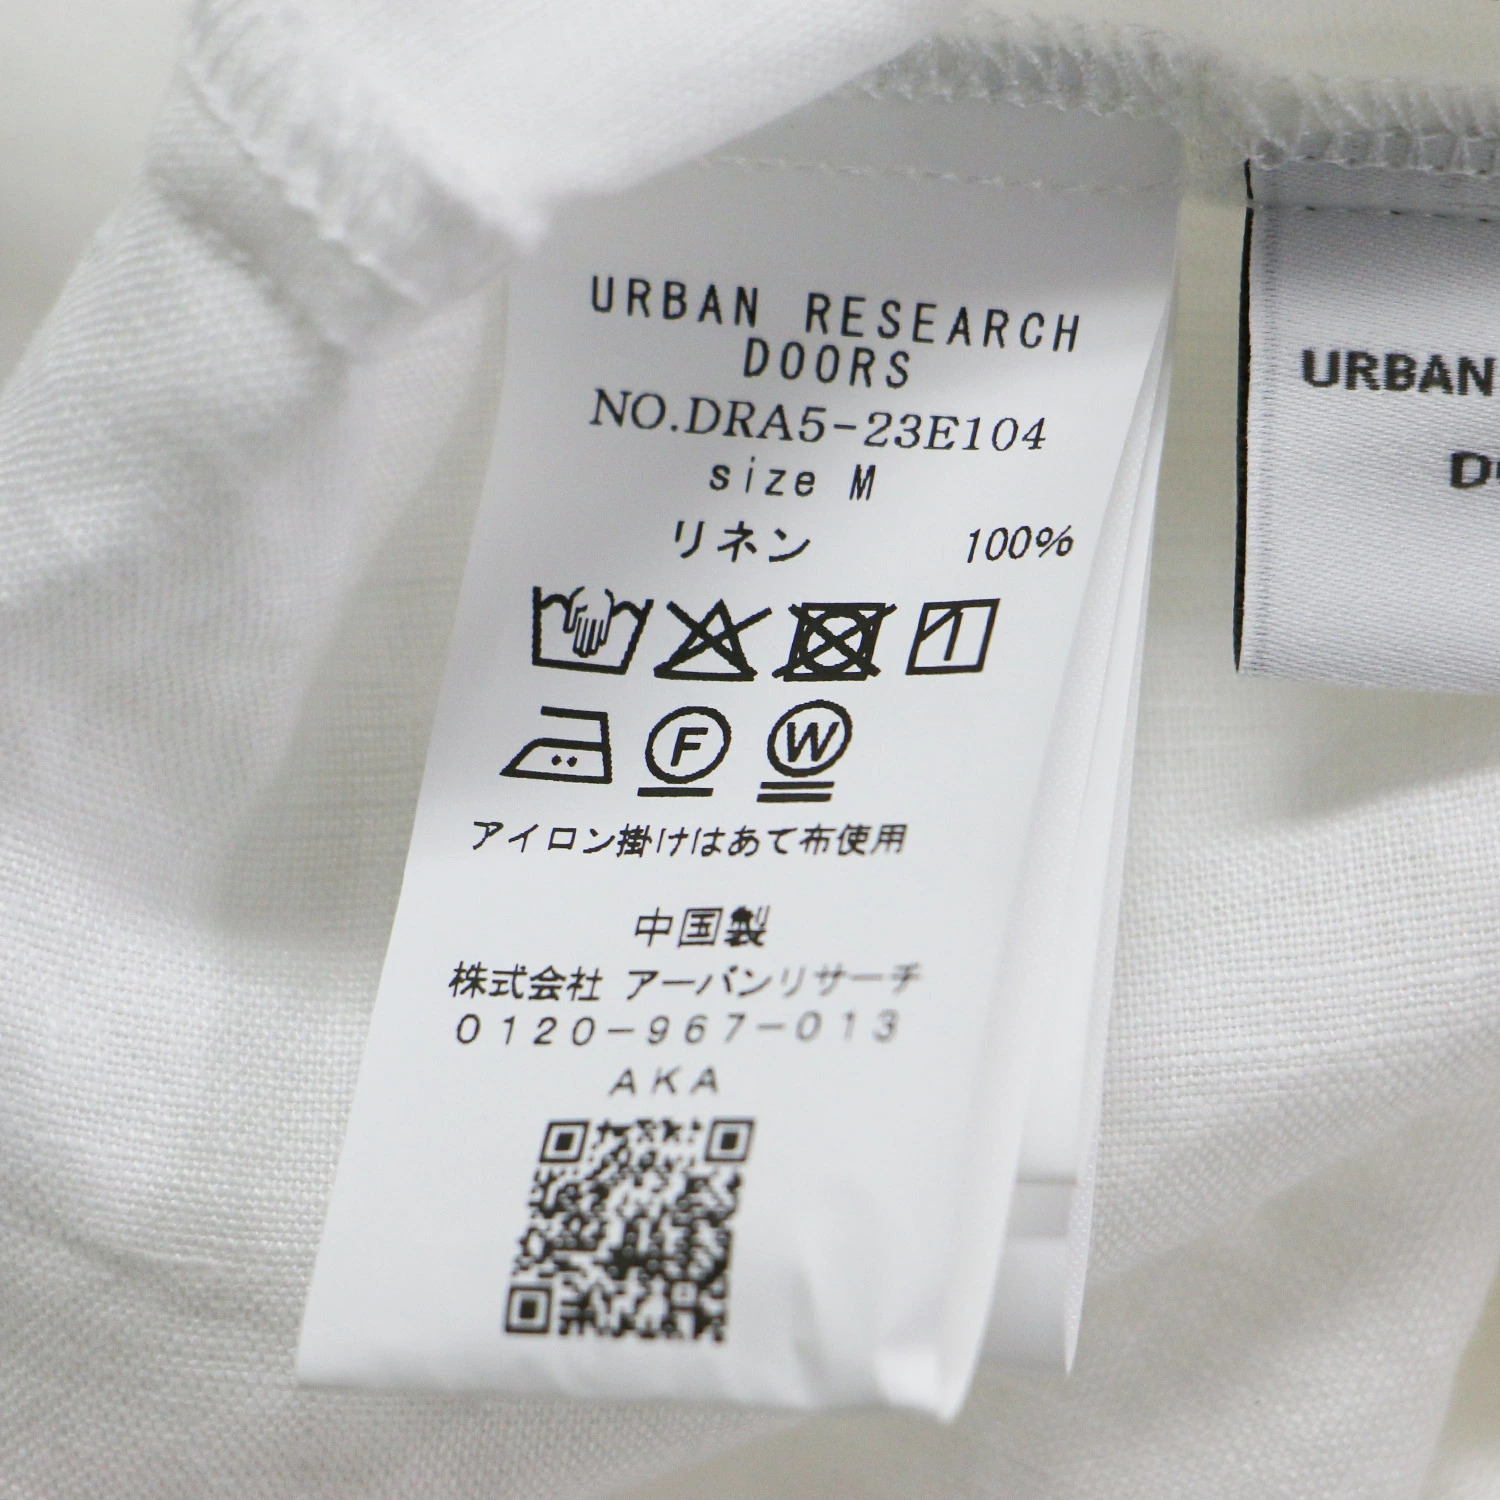 URBAN RESEARCH
DOORS
NO.DRA5-23E104
size M
リネン 100%
F W
アイロン掛けはあて布使用
中国製
株式会社 アーバンリサーチ
0120-967-013
AKA
URBAN